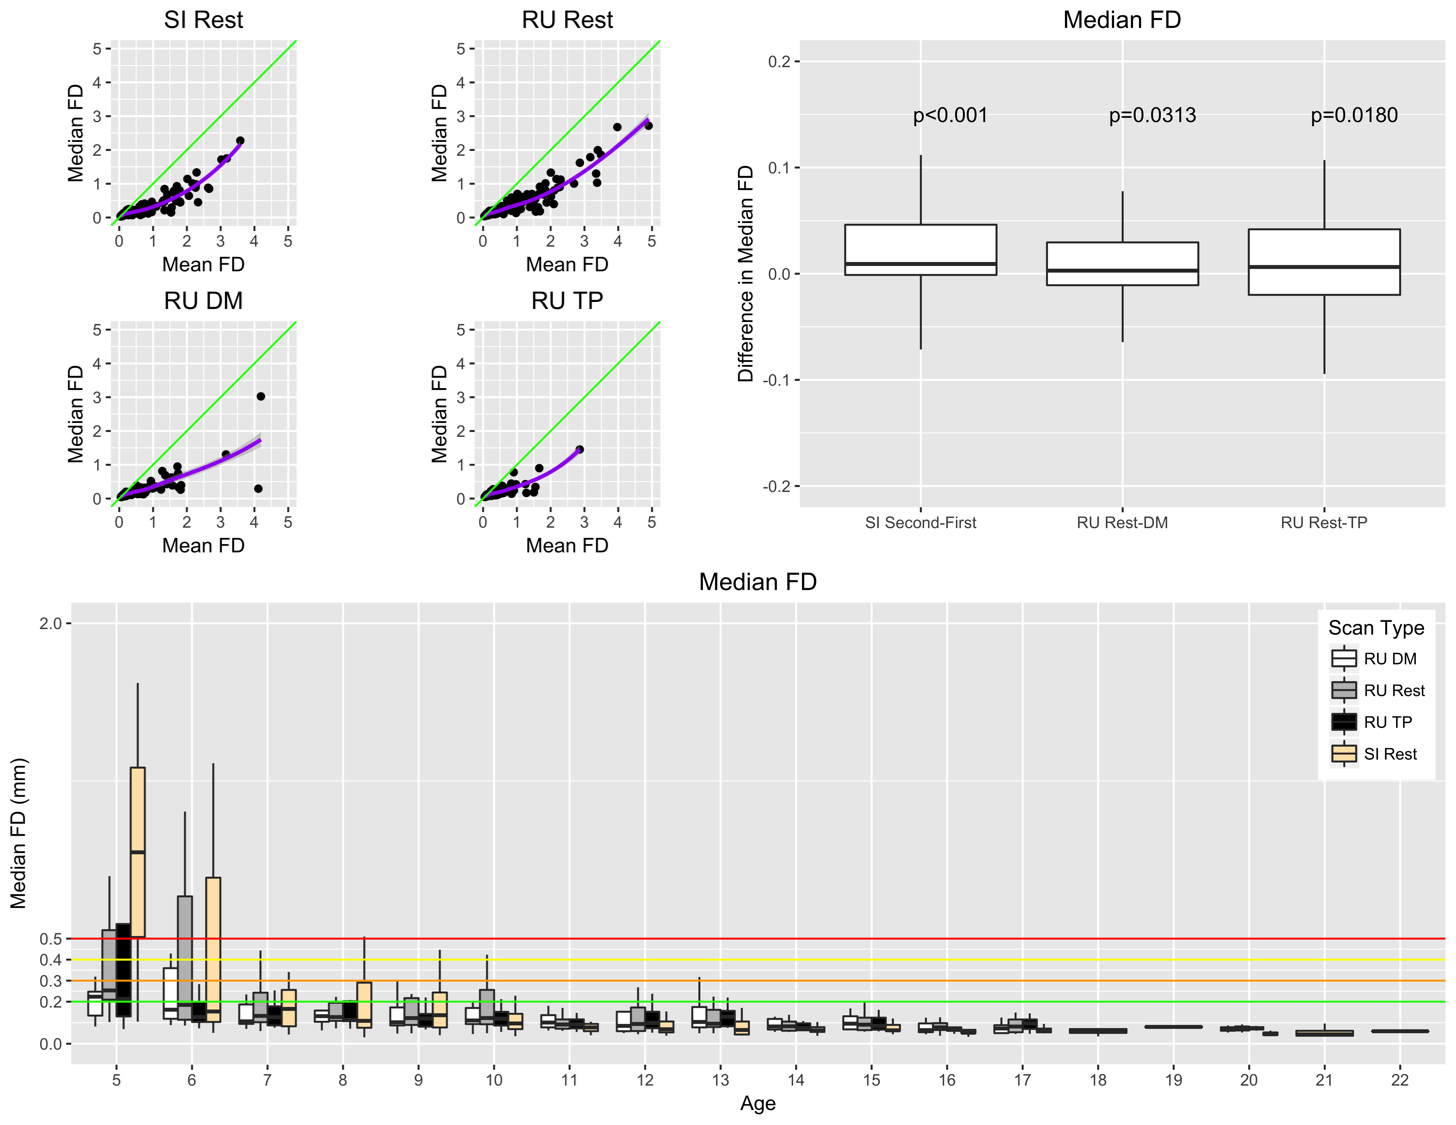 SI Rest
5
4
3
2
1
0
Median FD
0 1 2 3 4 5
Mean FD
RU Rest
5
4
3
2
1
0
Median FD
0 1 2 3 4 5
Mean FD
RU DM
5
4
3
2
1
0
Median FD
0 1 2 3 4 5
Mean FD
RU TP
5
4
3
2
1
0
Median FD
0 1 2 3 4 5
Mean FD
Median FD
0.2
0.1
0.0
-0.1
-0.2
Difference in Median FD
p<0.001 p=0.0313 p=0.0180
SI Second-First RU Rest-DM RU Rest-TP
Median FD
2.0
0.5
0.4
0.3
0.2
0.0
Median FD (mm)
Scan Type
RU DM
RU Rest
RU TP
SI Rest
5 6 7 8 9 10 11 12 13 14 15 16 17 18 19 20 21 22
Age